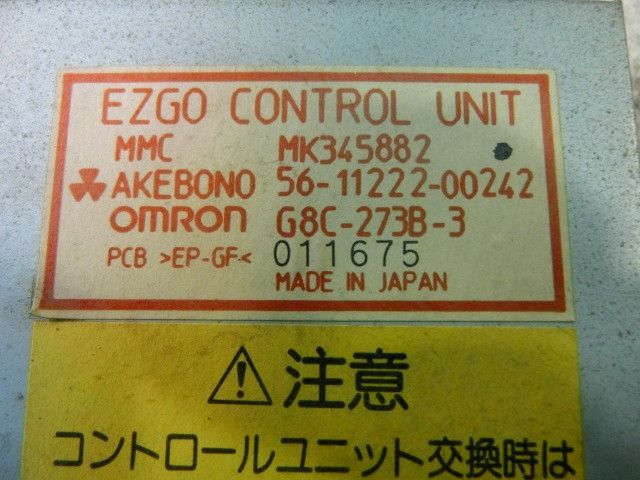 EZGO CONTROL UNIT
MMC MK345882
AKEBONO 56-11222-00242
omron G8C-273B-3
PCB >EP-GF< 011675
MADE IN JAPAN
注意
コントロールユニット交換時は